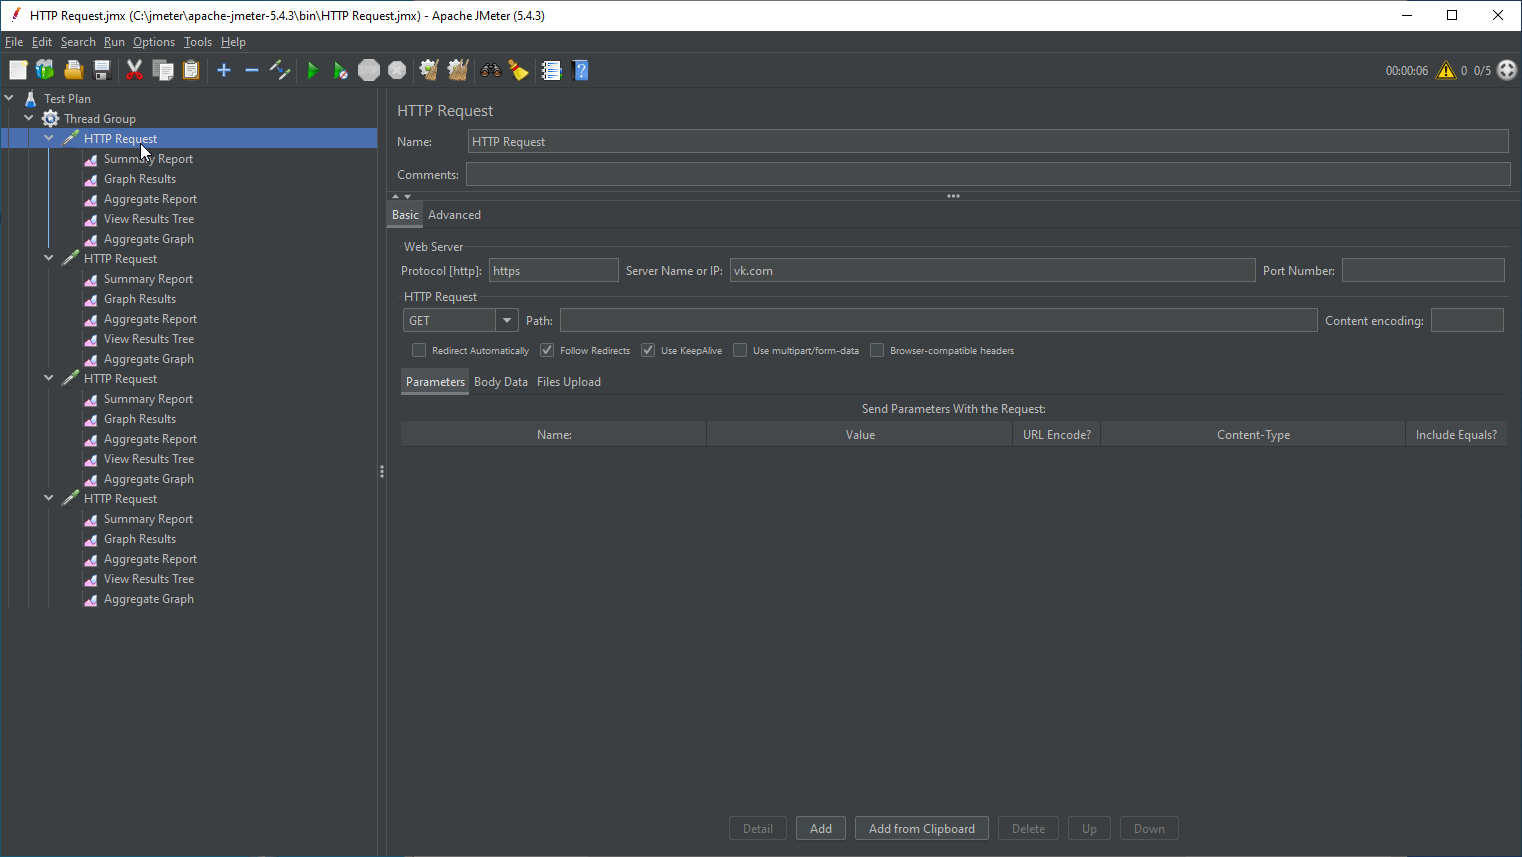 HTTP Request.jmx (C:\jmeter\apache-jmeter-5.4.3\bin\HTTP Request.jmx) - Apache JMeter (5.4.3)
File Edit Search Run Options Tools Help
00:00:06 0 0/5
Test Plan
Thread Group
HTTP Request
Summary Report
Graph Results
Aggregate Report
View Results Tree
Aggregate Graph
HTTP Request
Summary Report
Graph Results
Aggregate Report
View Results Tree
Aggregate Graph
HTTP Request
Summary Report
Graph Results
Aggregate Report
View Results Tree
Aggregate Graph
HTTP Request
Summary Report
Graph Results
Aggregate Report
View Results Tree
Aggregate Graph
HTTP Request
Name: HTTP Request
Comments:
Basic Advanced
Web Server
Protocol [http]: https Server Name or IP: vk.com Port Number:
HTTP Request
GET Path: Content encoding:
Redirect Automatically Follow Redirects Use KeepAlive Use multipart/form-data Browser-compatible headers
Parameters Body Data Files Upload
Send Parameters With the Request:
Name: Value URL Encode? Content-Type Include Equals?
Detail Add Add from Clipboard Delete Up Down